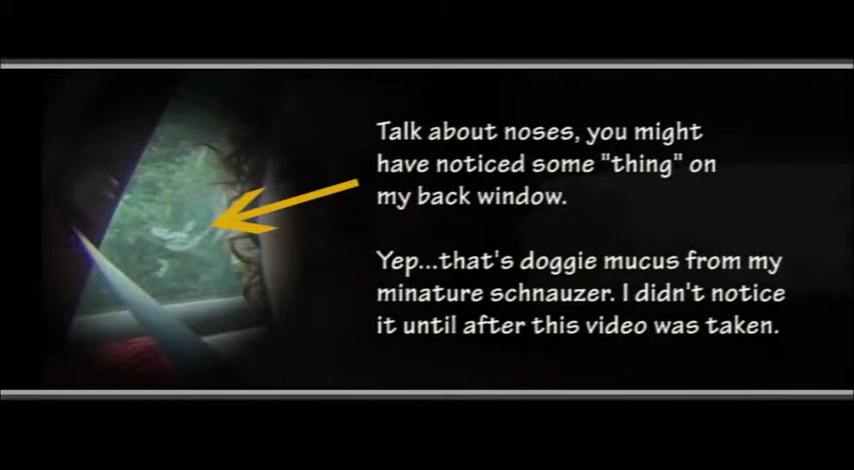 Talk about noses, you might
have noticed some "thing" on
my back window.
Yep...that's doggie mucus from my
minature schnauzer. I didn't notice
it until after this video was taken.